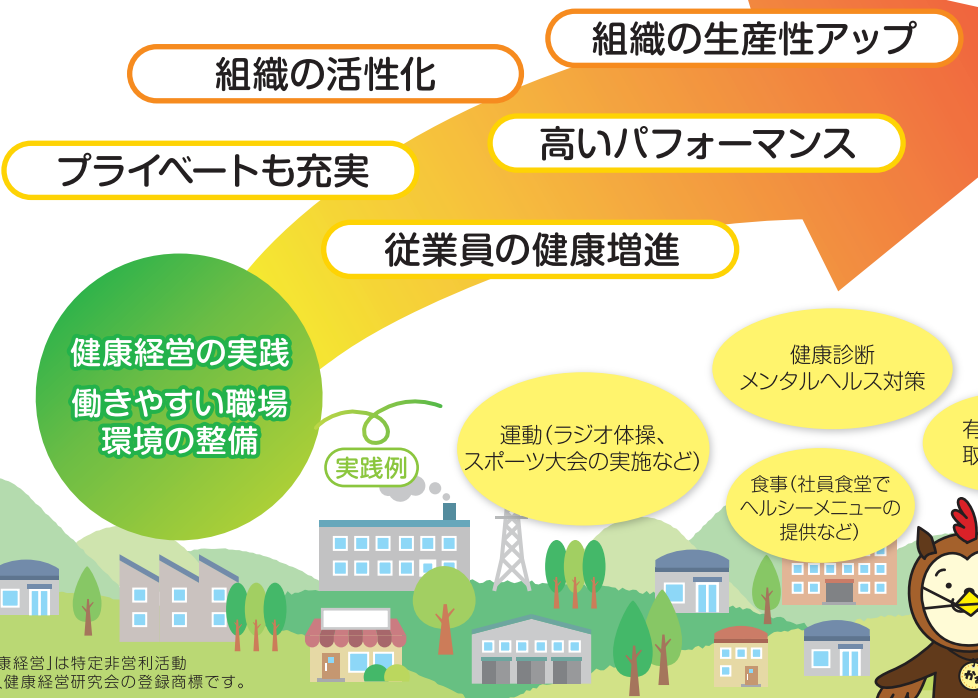 組織の生産性アップ
組織の活性化
高いパフォーマンス
プライベートも充実
従業員の健康増進
健康経営の実践
働きやすい職場
環境の整備
実践例
運動(ラジオ体操、
スポーツ大会の実施など)
健康診断
メンタルヘルス対策
有
取
食事(社員食堂で
ヘルシーメニューの
提供など)
康経営」は特定非営利活動
健康経営研究会の登録商標です。